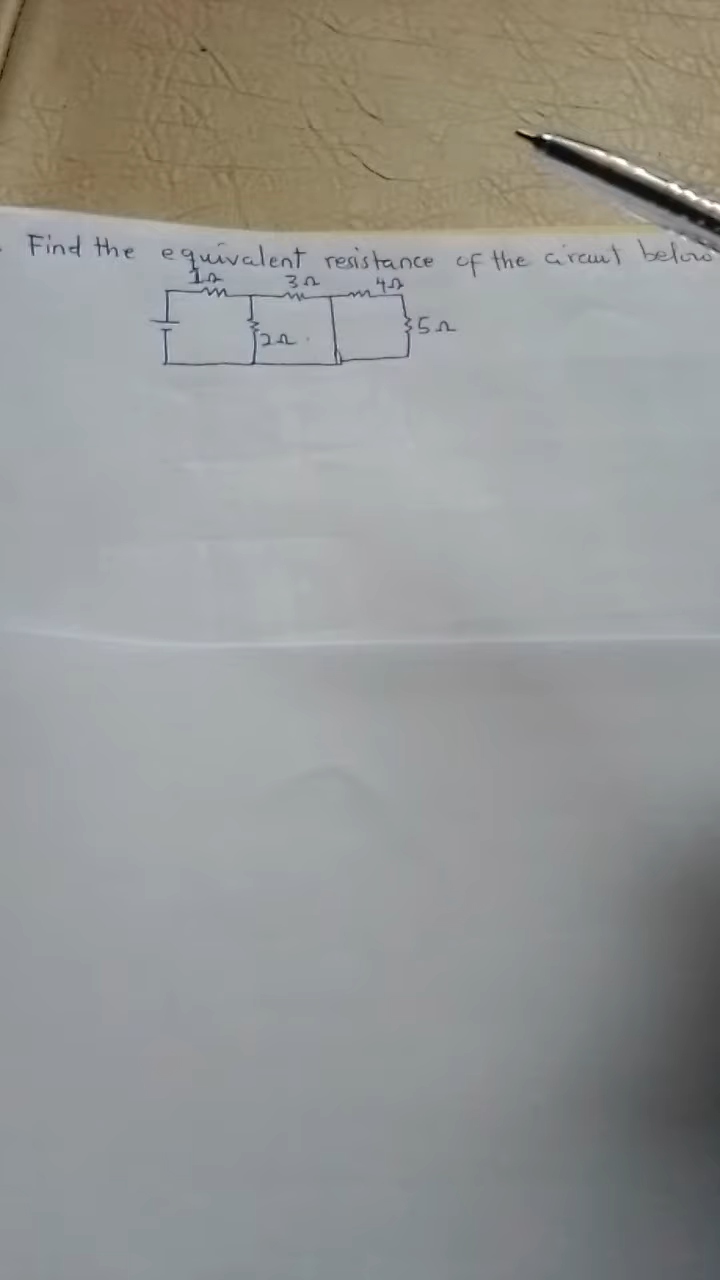 Find the equivalent resistance of the circuit below
1Ω 3Ω 4Ω
2Ω 5Ω